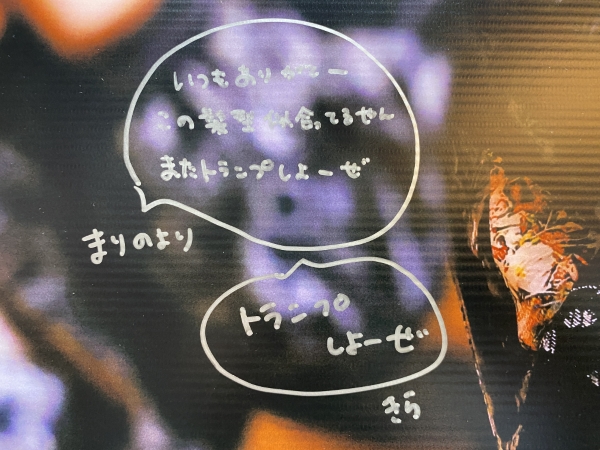 いつもありがとー
この髪型似合ってるやん
またトランプしよーぜ
まりのより
トランプ
しよーぜ
きら